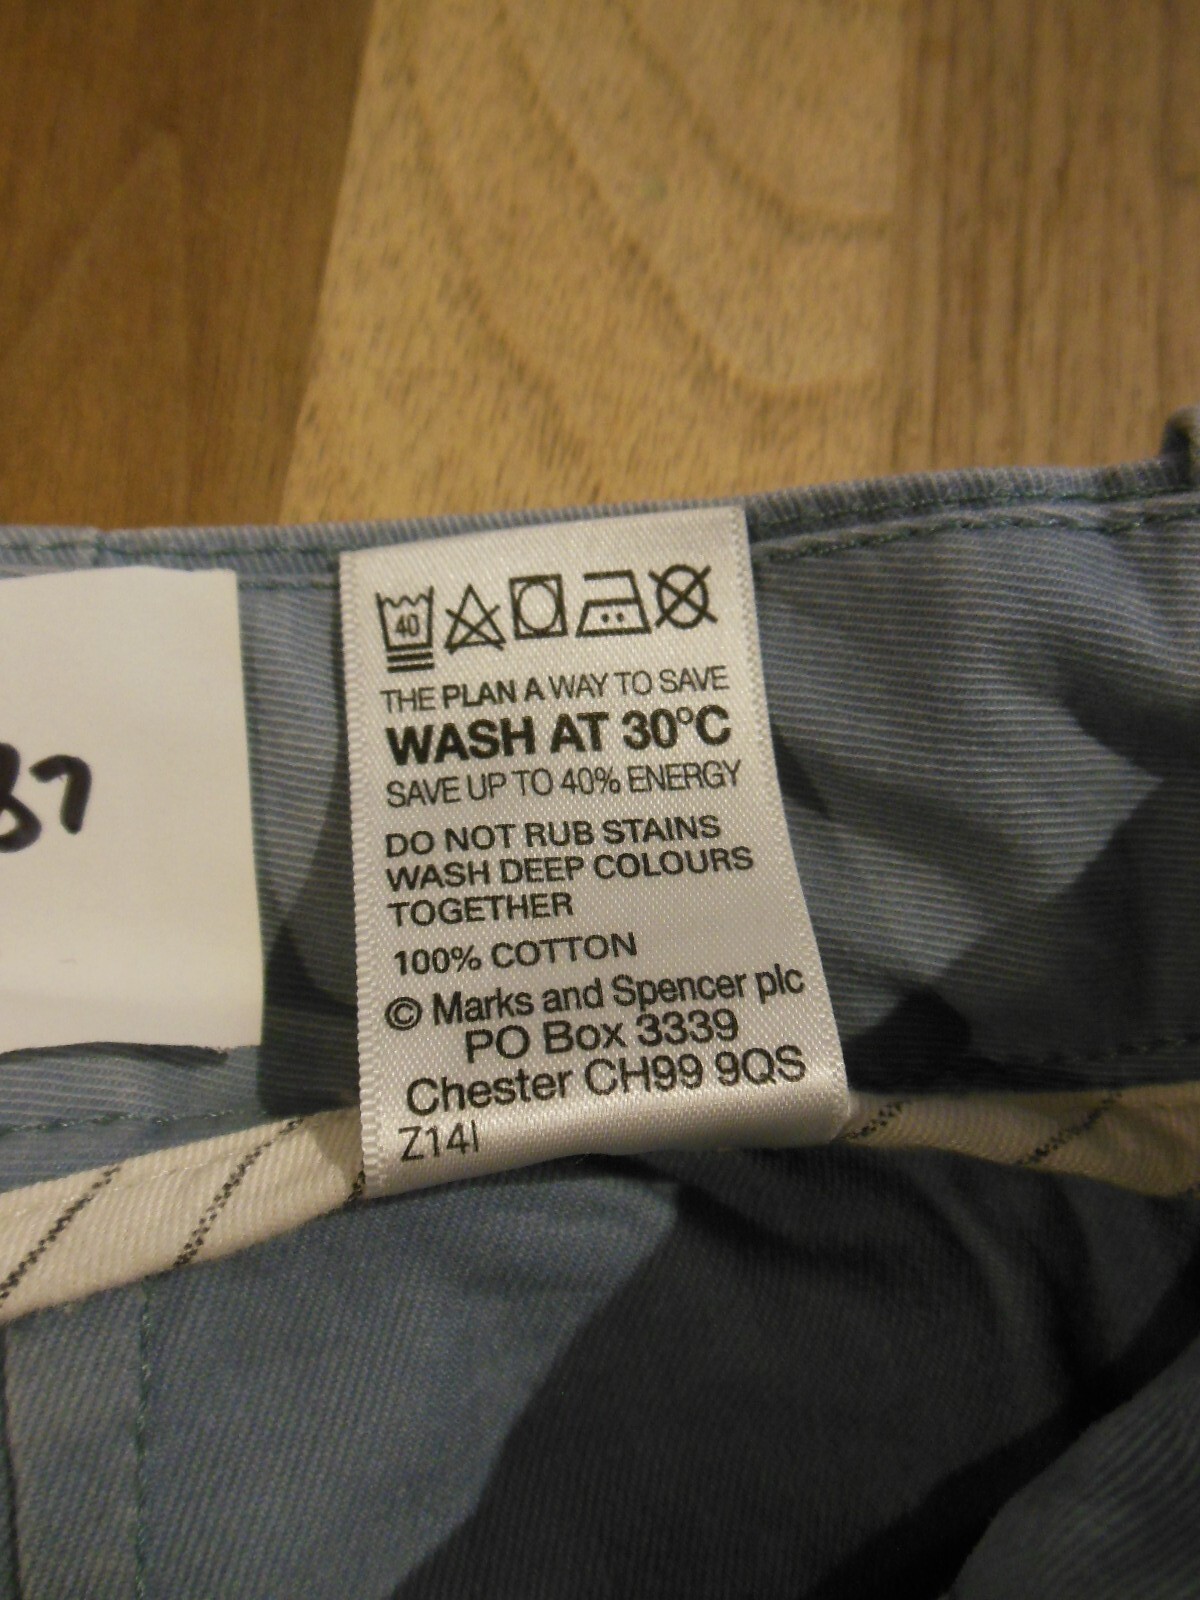 37
40
THE PLAN A WAY TO SAVE
WASH AT 30°C
SAVE UP TO 40% ENERGY
DO NOT RUB STAINS
WASH DEEP COLOURS
TOGETHER
100% COTTON
© Marks and Spencer plc
PO Box 3339
Chester CH99 9QS
Z14I